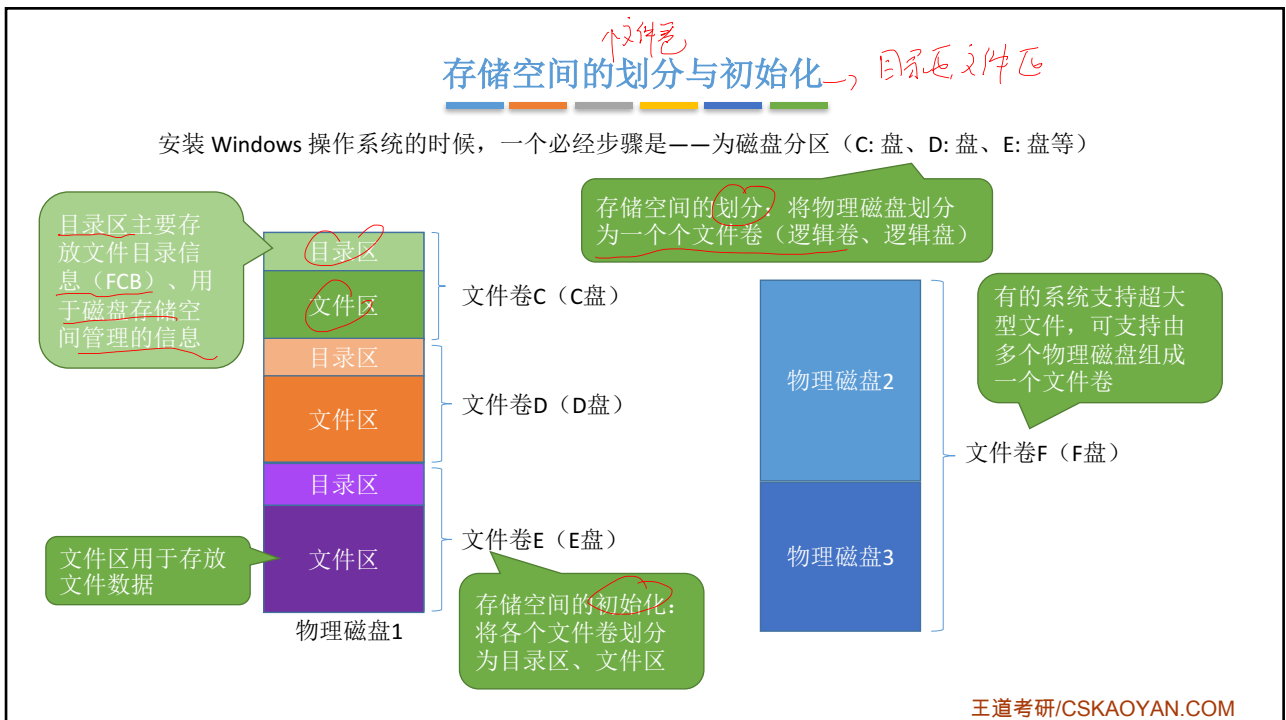 个文件卷
存储空间的划分与初始化
目录区 文件区
安装 Windows 操作系统的时候，一个必经步骤是——为磁盘分区（C: 盘、D: 盘、E: 盘等）
目录区主要存
放文件目录信
息（FCB）、用
于磁盘存储空
间管理的信息
存储空间的划分：将物理磁盘划分
为一个个文件卷（逻辑卷、逻辑盘）
目录区
文件区
文件卷C（C盘）
目录区
文件区
文件卷D（D盘）
目录区
文件区
文件卷E（E盘）
文件区用于存放
文件数据
物理磁盘1
存储空间的初始化：
将各个文件卷划分
为目录区、文件区
有的系统支持超大
型文件，可支持由
多个物理磁盘组成
一个文件卷
物理磁盘2
物理磁盘3
文件卷F（F盘）
王道考研/CSKAOYAN.COM